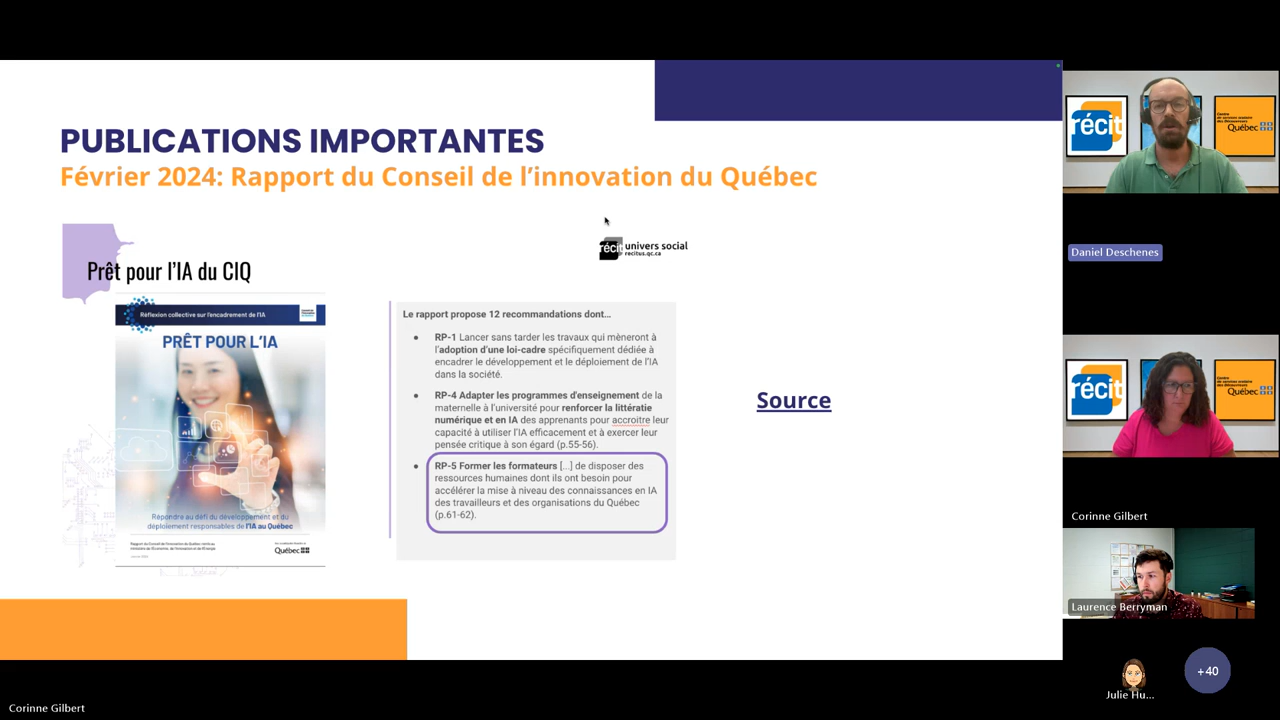 PUBLICATIONS IMPORTANTES
Février 2024: Rapport du Conseil de l'innovation du Québec
récit univers social
recitus.qc.ca
Prêt pour l'IA du CIQ
Réflexion collective sur l'encadrement de l'IA
PRÊT POUR L'IA
Répondre au défi du développement et du
déploiement responsables de l'IA au Québec
Québec
Le rapport propose 12 recommandations dont…
RP-1 Lancer sans tarder les travaux qui mèneront à
l'adoption d'une loi-cadre spécifiquement dédiée à
encadrer le développement et le déploiement de l'IA
dans la société.
RP-4 Adapter les programmes d'enseignement de la
maternelle à l'université pour renforcer la littératie
numérique et en IA des apprenants pour accroitre leur
capacité à utiliser l'IA efficacement et à exercer leur
pensée critique à son égard (p.55-56).
RP-5 Former les formateurs [...] de disposer des
ressources humaines dont ils ont besoin pour
accélérer la mise à niveau des connaissances en IA
des travailleurs et des organisations du Québec
(p.61-62).
Source
récit
Québec
Daniel Deschenes
récit
Québec
Corinne Gilbert
Laurence Berryman
Julie Hu...
+40
Corinne Gilbert